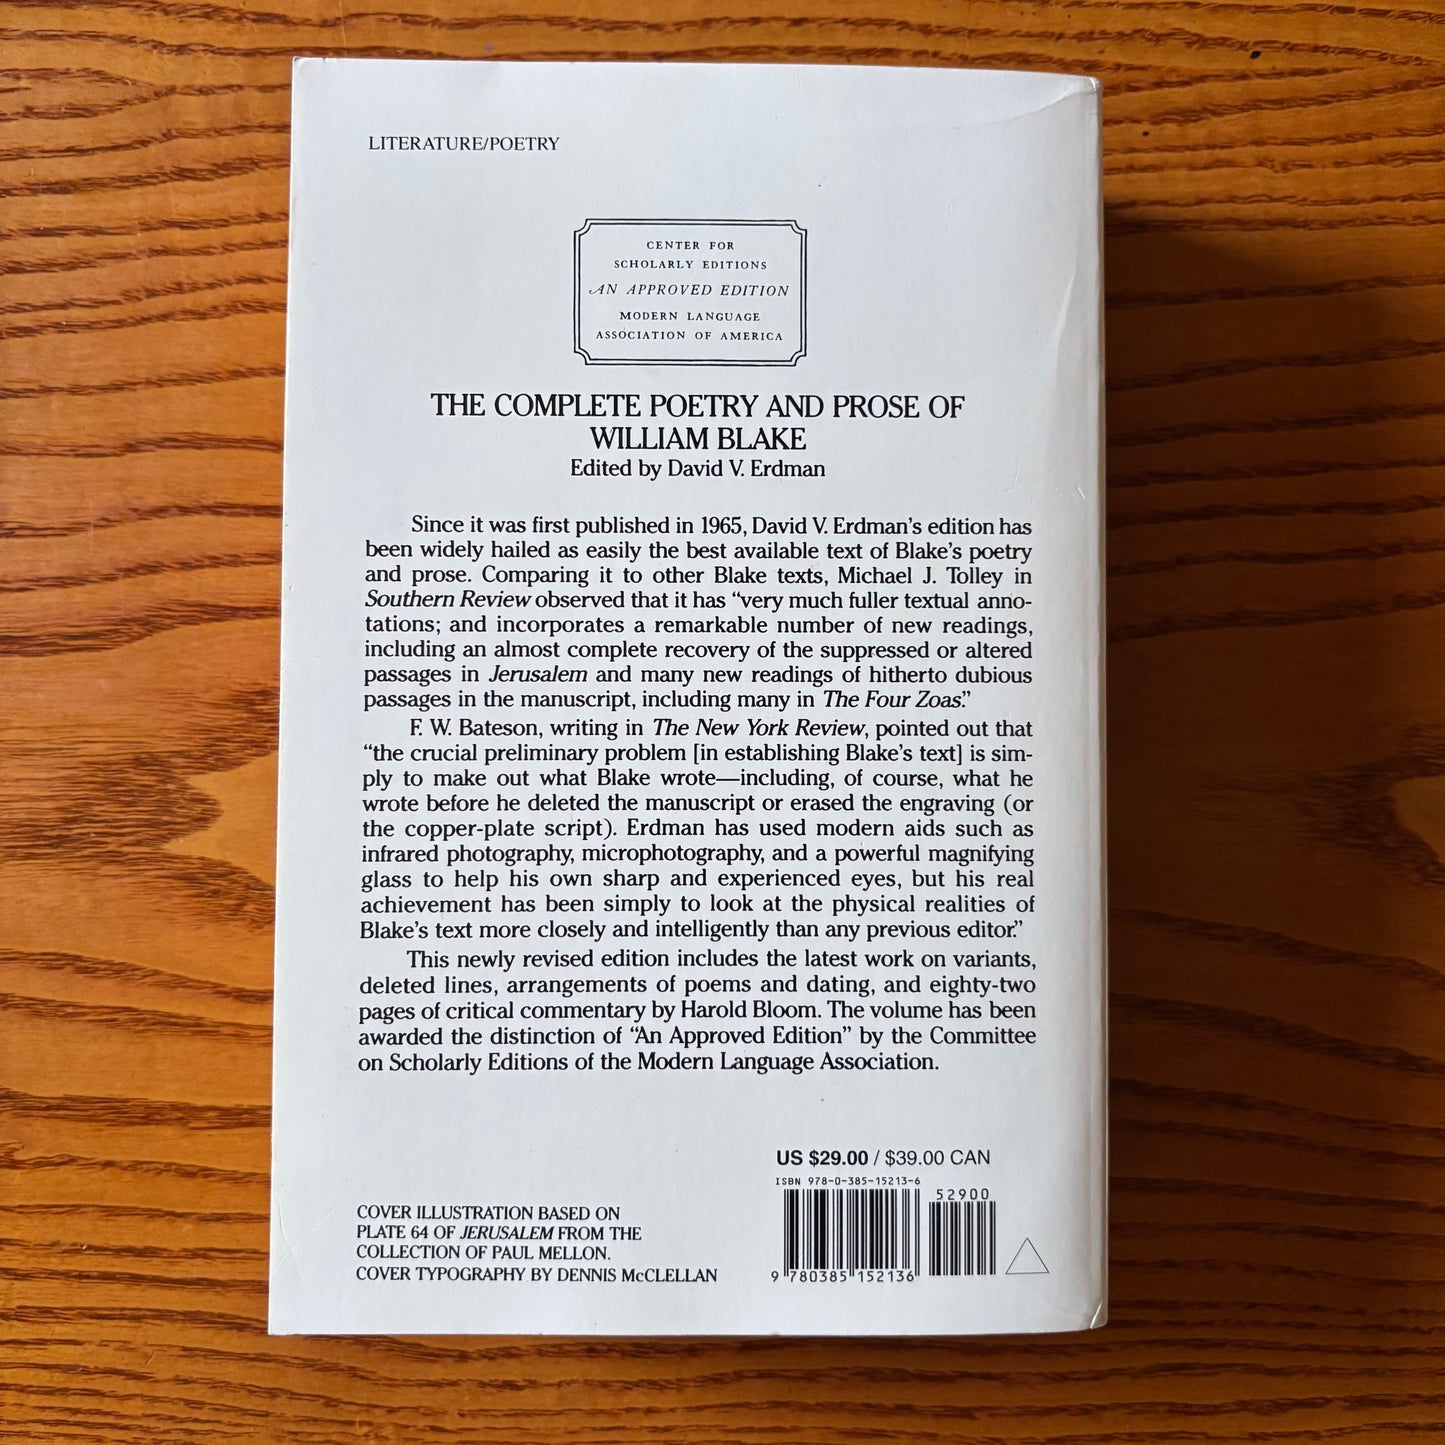 LITERATURE/POETRY
CENTER FOR
SCHOLARLY EDITIONS
AN APPROVED EDITION
MODERN LANGUAGE
ASSOCIATION OF AMERICA
THE COMPLETE POETRY AND PROSE OF
WILLIAM BLAKE
Edited by David V. Erdman
Since it was first published in 1965, David V. Erdman's edition has
been widely hailed as easily the best available text of Blake's poetry
and prose. Comparing it to other Blake texts, Michael J. Tolley in
Southern Review observed that it has “very much fuller textual anno-
tations; and incorporates a remarkable number of new readings,
including an almost complete recovery of the suppressed or altered
passages in Jerusalem and many new readings of hitherto dubious
passages in the manuscript, including many in The Four Zoas.”
F. W. Bateson, writing in The New York Review, pointed out that
“the crucial preliminary problem [in establishing Blake's text] is sim-
ply to make out what Blake wrote—including, of course, what he
wrote before he deleted the manuscript or erased the engraving (or
the copper-plate script). Erdman has used modern aids such as
infrared photography, microphotography, and a powerful magnifying
glass to help his own sharp and experienced eyes, but his real
achievement has been simply to look at the physical realities of
Blake's text more closely and intelligently than any previous editor.”
This newly revised edition includes the latest work on variants,
deleted lines, arrangements of poems and dating, and eighty-two
pages of critical commentary by Harold Bloom. The volume has been
awarded the distinction of “An Approved Edition” by the Committee
on Scholarly Editions of the Modern Language Association.
US $29.00 / $39.00 CAN
ISBN 978-0-385-15213-6
52900
9 780385 152136
COVER ILLUSTRATION BASED ON
PLATE 64 OF JERUSALEM FROM THE
COLLECTION OF PAUL MELLON.
COVER TYPOGRAPHY BY DENNIS McCLELLAN